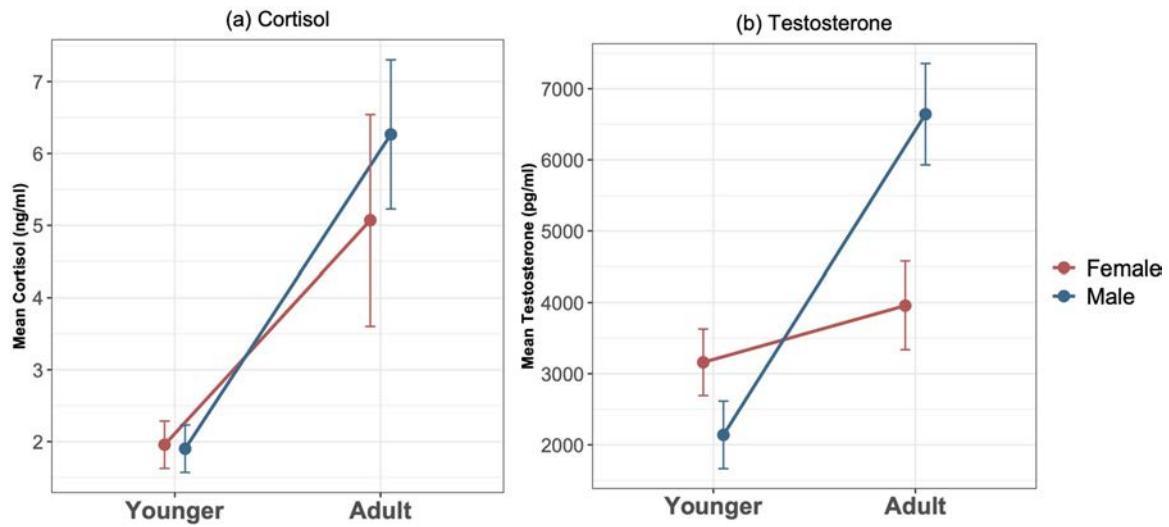 (a) Cortisol
Mean Cortisol (ng/ml)
7
6
5
4
3
2
Younger Adult
(b) Testosterone
Mean Testosterone (pg/ml)
7000
6000
5000
4000
3000
2000
Younger Adult
Female
Male